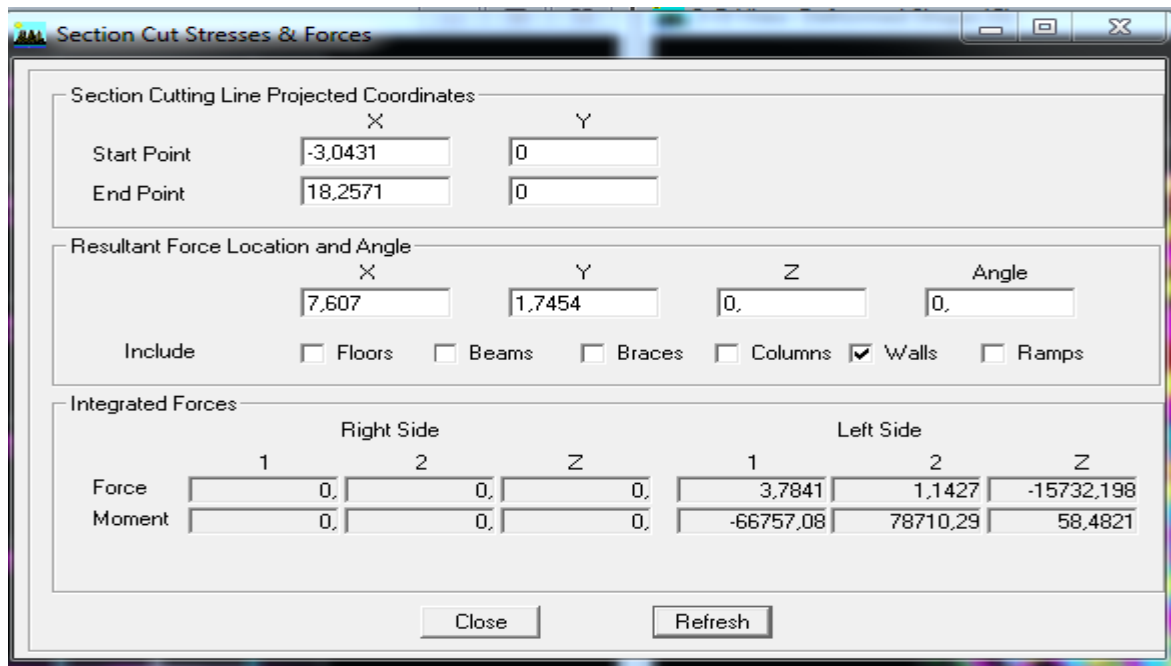 Section Cut Stresses & Forces
Section Cutting Line Projected Coordinates
X Y
Start Point -3,0431 0
End Point 18,2571 0
Resultant Force Location and Angle
X Y Z Angle
7,607 1,7454 0, 0,
Include Floors Beams Braces Columns Walls Ramps
Integrated Forces
Right Side Left Side
1 2 Z 1 2 Z
Force 0, 0, 0, 3,7841 1,1427 -15732,198
Moment 0, 0, 0, -66757,08 78710,29 58,4821
Close Refresh